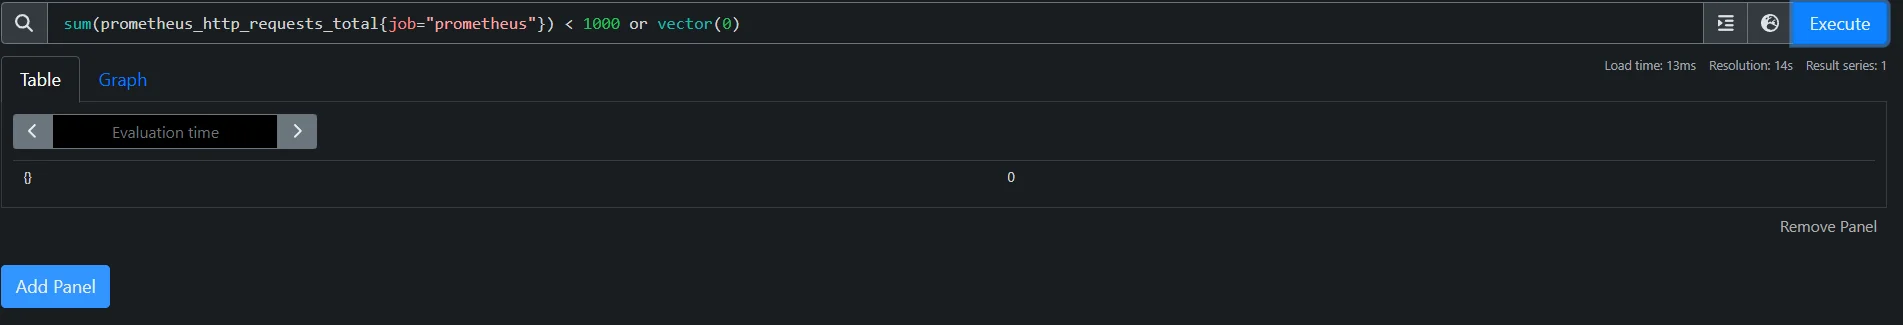 sum(prometheus_http_requests_total{job="prometheus"}) < 1000 or vector(0)
Execute
Table
Graph
Load time: 13ms Resolution: 14s Result series: 1
Evaluation time
{} 0
Remove Panel
Add Panel